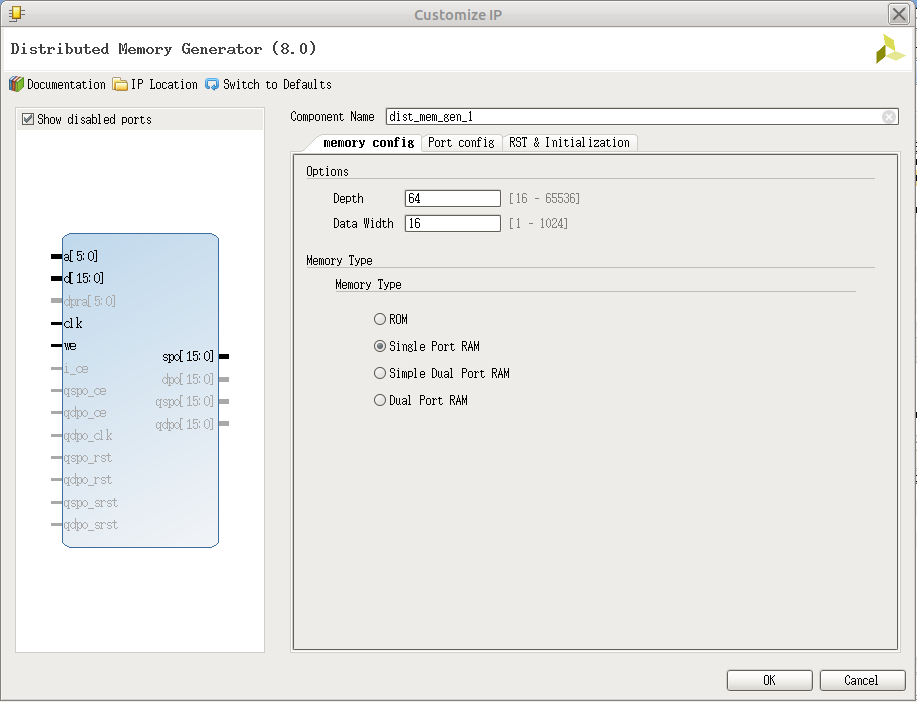 Customize IP
Distributed Memory Generator (8.0)
Documentation IP Location Switch to Defaults
Show disabled ports
a[5:0]
d[15:0]
dpra[5:0]
clk
we
i_ce
qspo_ce
qdpo_ce
qdpo_clk
qspo_rst
qdpo_rst
qspo_srst
qdpo_srst
spo[15:0]
dpo[15:0]
qspo[15:0]
qdpo[15:0]
Component Name dist_mem_gen_1
memory config Port config RST & Initialization
Options
Depth 64 [16 - 65536]
Data Width 16 [1 - 1024]
Memory Type
Memory Type
ROM
Single Port RAM
Simple Dual Port RAM
Dual Port RAM
OK Cancel